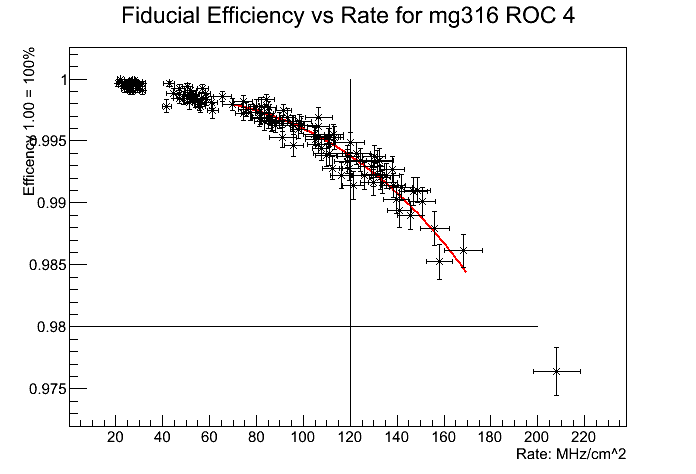 Fiducial Efficiency vs Rate for mg316 ROC 4
Efficency 1.00 = 100%
1
0.995
0.99
0.985
0.98
0.975
20 40 60 80 100 120 140 160 180 200 220
Rate: MHz/cm^2